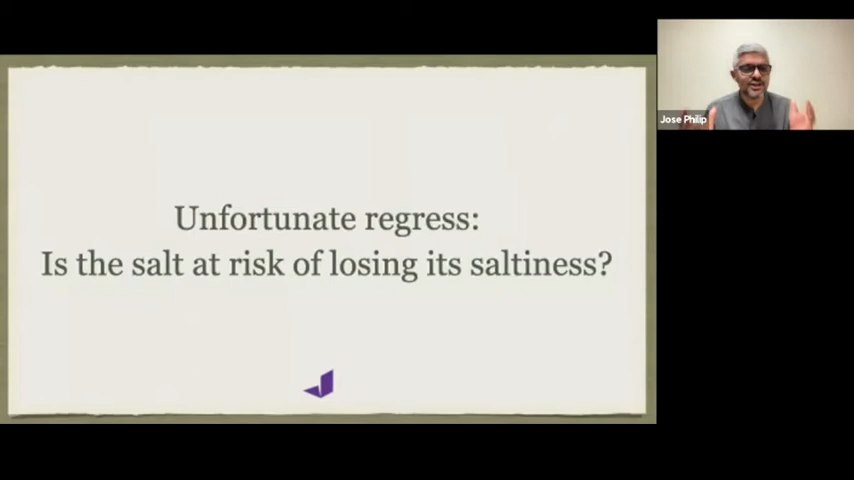 Unfortunate regress:
Is the salt at risk of losing its saltiness?
Jose Philip